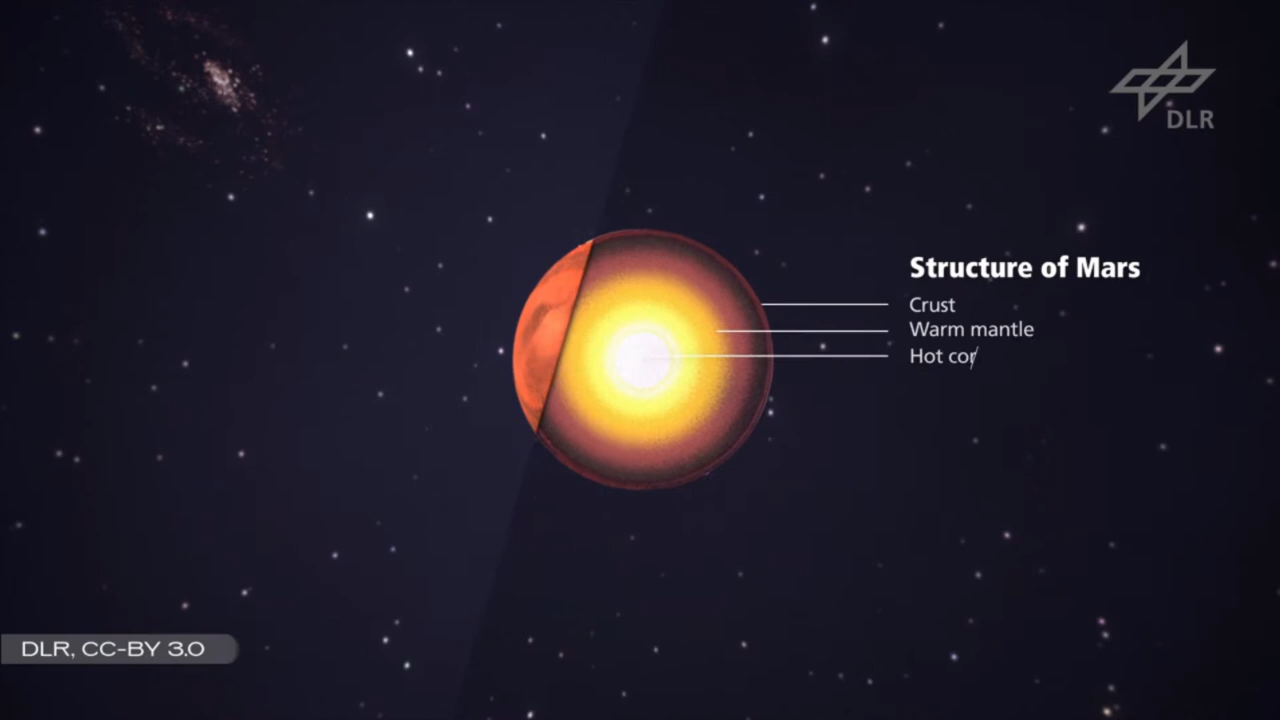 DLR
Structure of Mars
Crust
Warm mantle
Hot cor
DLR, CC-BY 3.0